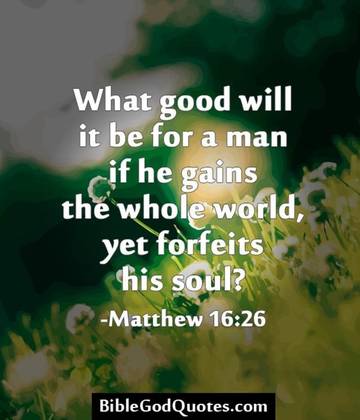 What good will
it be for a man
if he gains
the whole world,
yet forfeits
his soul?
-Matthew 16:26
BibleGodQuotes.com